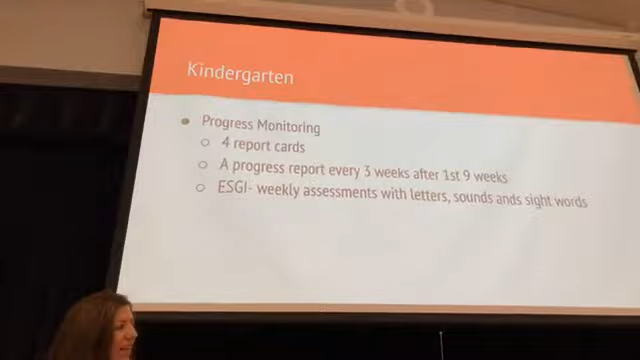 Kindergarten
● Progress Monitoring
○ 4 report cards
○ A progress report every 3 weeks after 1st 9 weeks
○ ESGI- weekly assessments with letters, sounds ands sight words